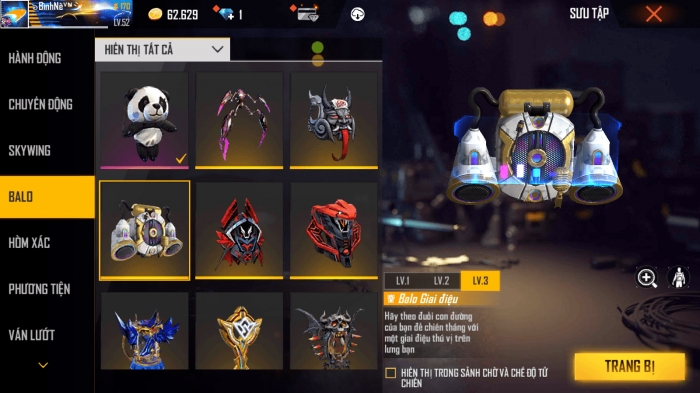 BinhNa VN
170
LV.52
62.629
1
SƯU TẬP
HÀNH ĐỘNG
CHUYỂN ĐỘNG
SKYWING
BALO
HÒM XÁC
PHƯƠNG TIỆN
VÁN LƯỚT
HIỂN THỊ TẤT CẢ
LV.1
LV.2
LV.3
Balo Giai điệu
Hãy theo đuổi con đường
của bạn để chiến thắng với
một giai điệu thú vị trên
lưng bạn
HIỂN THỊ TRONG SẢNH CHỜ VÀ CHẾ ĐỘ TỬ
CHIẾN
TRANG BỊ